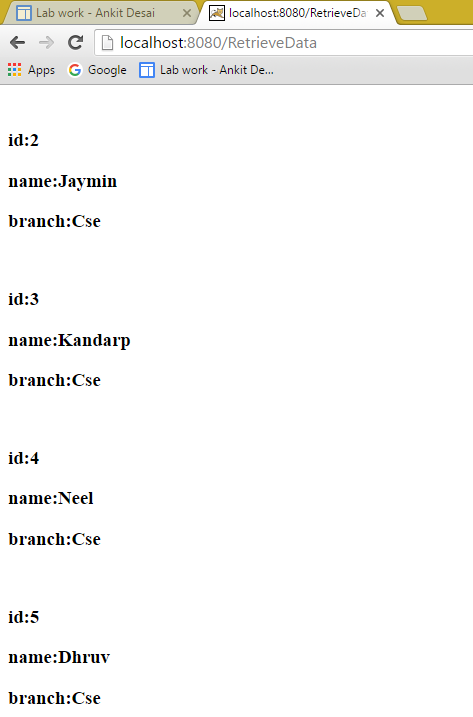 Lab work - Ankit Desai
localhost:8080/RetrieveDa
localhost:8080/RetrieveData
Apps Google Lab work - Ankit De...
id:2
name:Jaymin
branch:Cse
id:3
name:Kandarp
branch:Cse
id:4
name:Neel
branch:Cse
id:5
name:Dhruv
branch:Cse